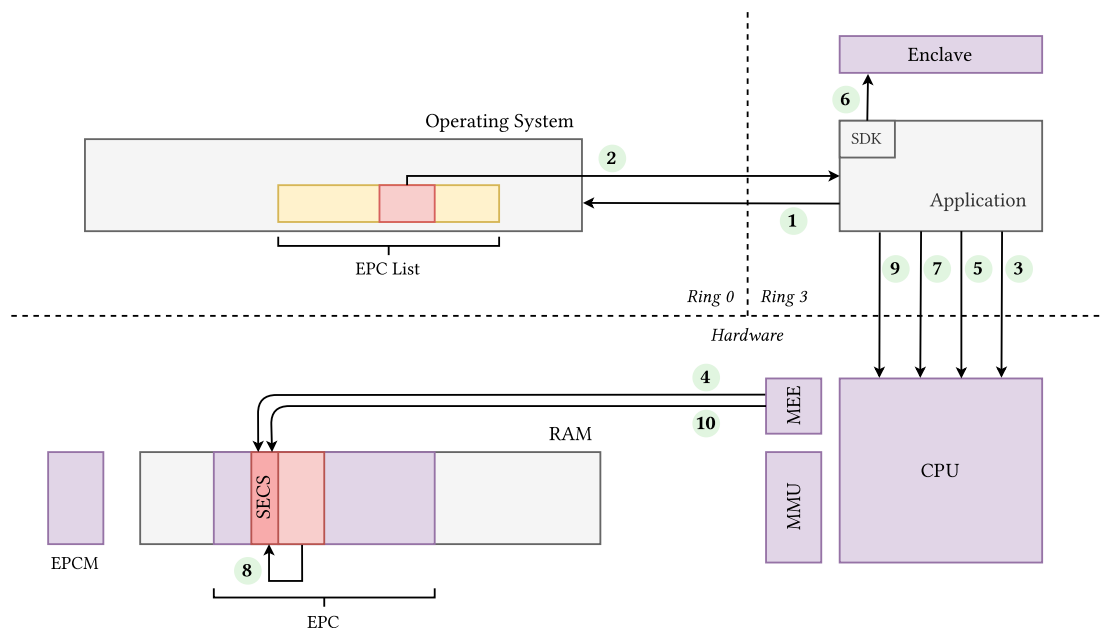 Enclave
6
Operating System
SDK
2
Application
1
EPC List
9
7
5
3
Ring 0
Ring 3
Hardware
4
MEE
10
RAM
CPU
SECS
MMU
EPCM
8
EPC